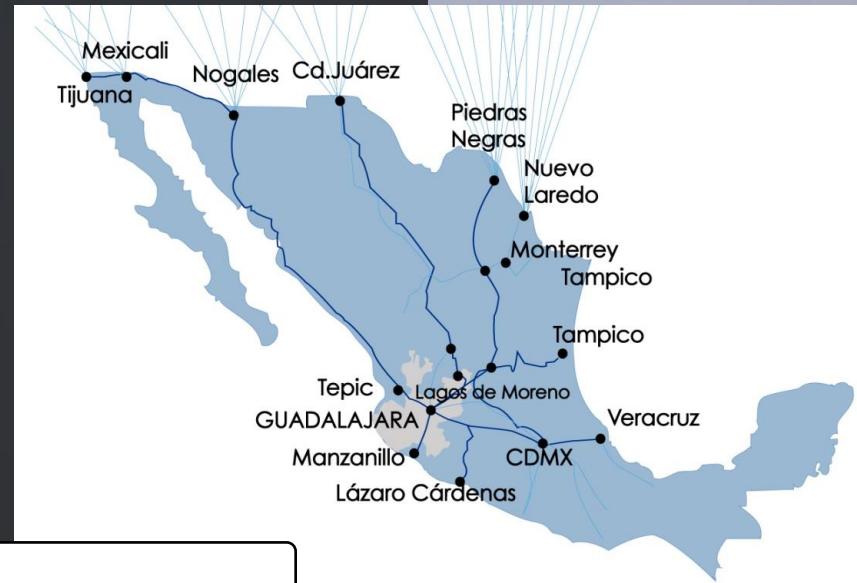 Mexicali
Tijuana
Nogales
Cd.Juárez
Piedras
Negras
Nuevo
Laredo
Monterrey
Tampico
Tampico
Tepic
Lagos de Moreno
GUADALAJARA
Veracruz
Manzanillo
CDMX
Lázaro Cárdenas